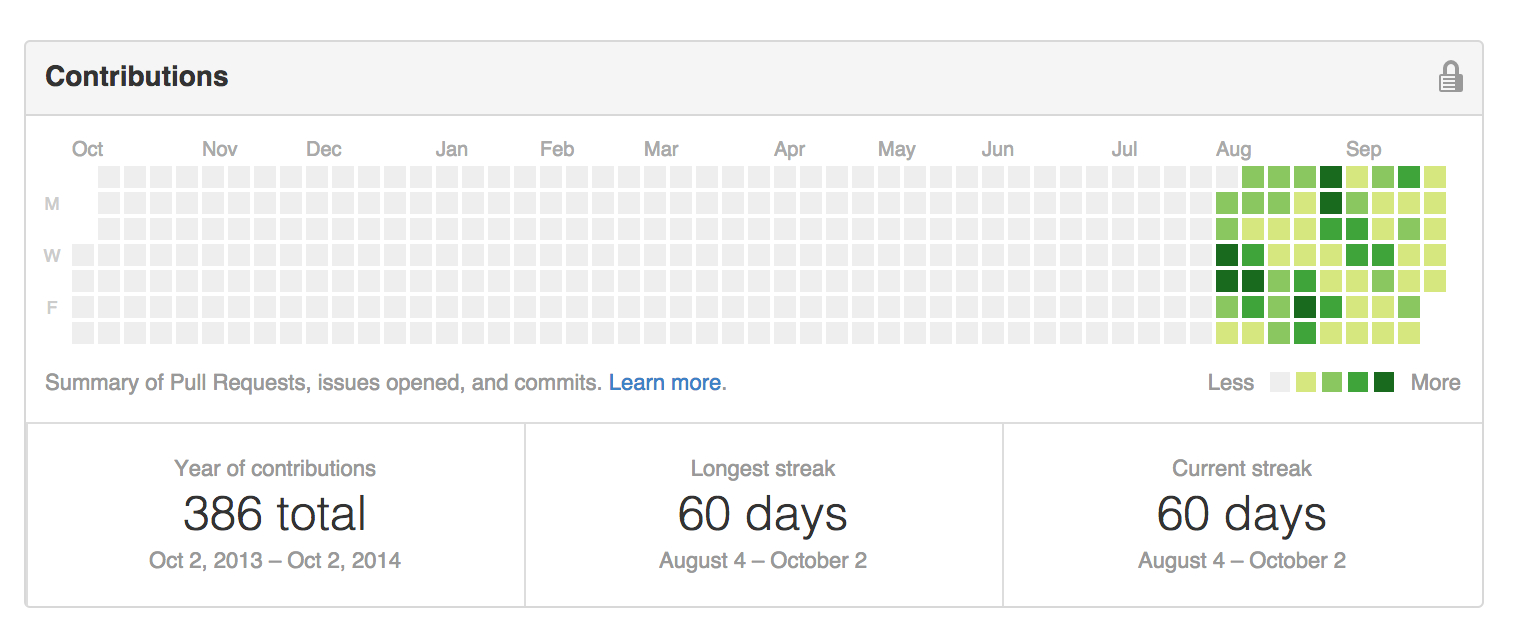 Contributions
Oct Nov Dec Jan Feb Mar Apr May Jun Jul Aug Sep
M
W
F
Summary of Pull Requests, issues opened, and commits. Learn more.
Less More
Year of contributions
386 total
Oct 2, 2013 – Oct 2, 2014
Longest streak
60 days
August 4 – October 2
Current streak
60 days
August 4 – October 2